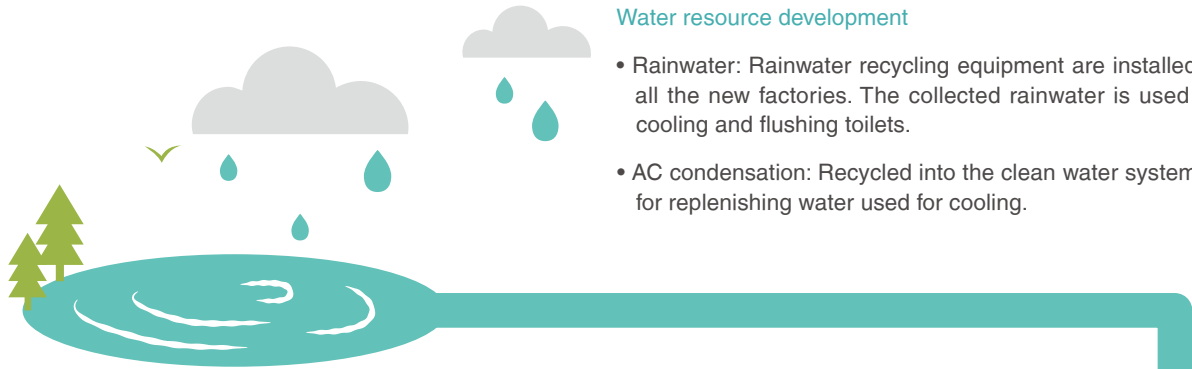 Water resource development
• Rainwater: Rainwater recycling equipment are installed
all the new factories. The collected rainwater is used
cooling and flushing toilets.
• AC condensation: Recycled into the clean water system
for replenishing water used for cooling.